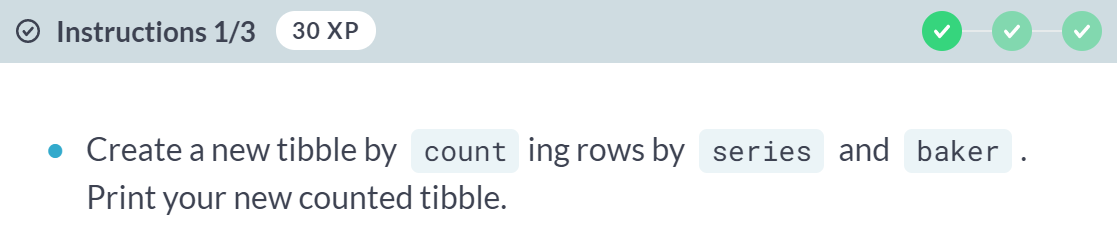 Instructions 1/3 30 XP
Create a new tibble by count ing rows by series and baker .
Print your new counted tibble.